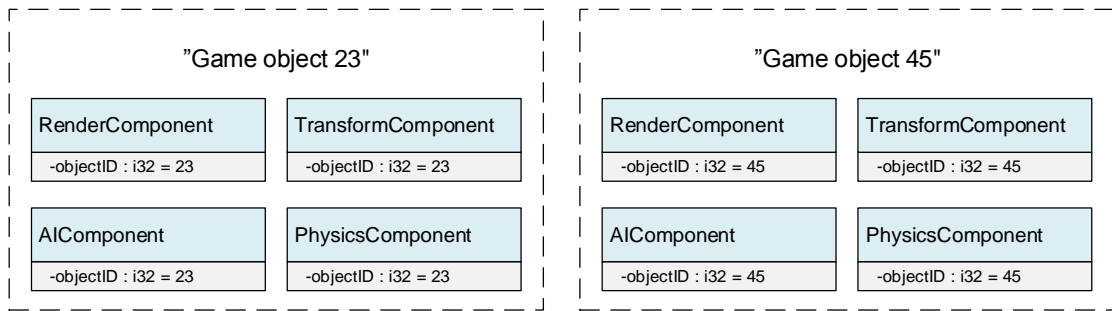 ”Game object 23"
RenderComponent
-objectID : i32 = 23
TransformComponent
-objectID : i32 = 23
AIComponent
-objectID : i32 = 23
PhysicsComponent
-objectID : i32 = 23
”Game object 45"
RenderComponent
-objectID : i32 = 45
TransformComponent
-objectID : i32 = 45
AIComponent
-objectID : i32 = 45
PhysicsComponent
-objectID : i32 = 45